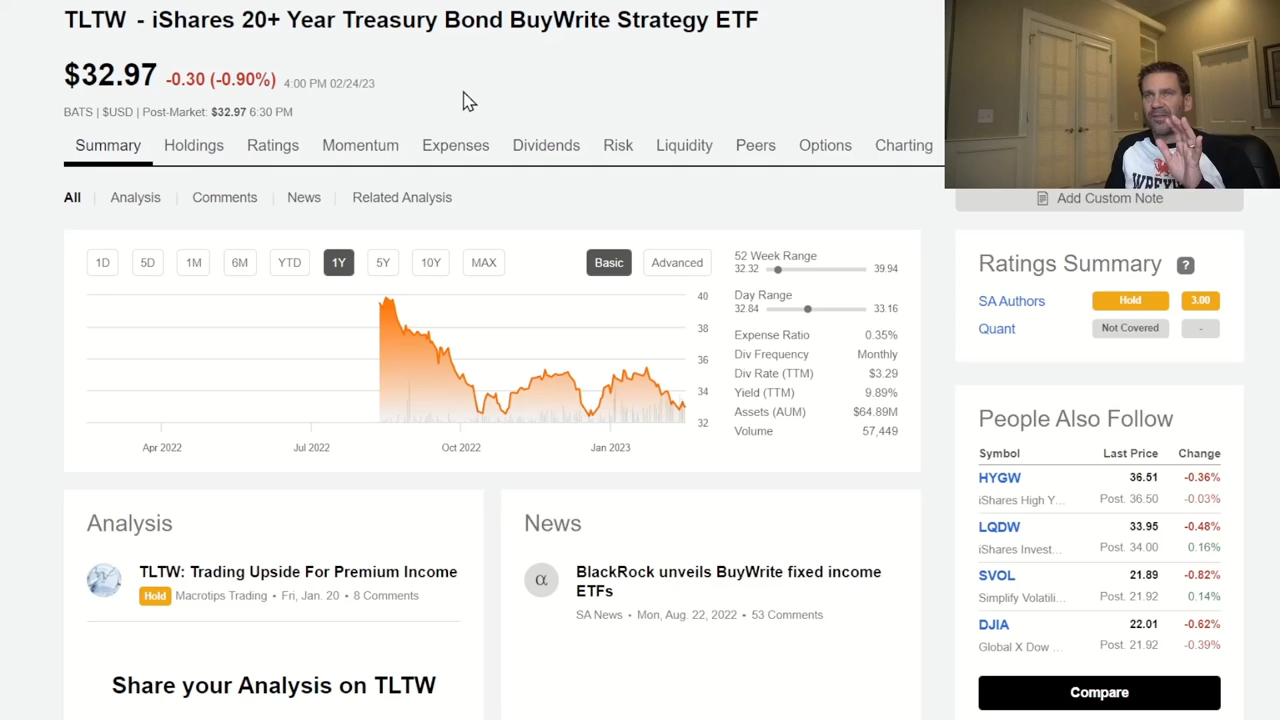 TLTW - iShares 20+ Year Treasury Bond BuyWrite Strategy ETF
$32.97 -0.30 (-0.90%) 4:00 PM 02/24/23
BATS | $USD | Post-Market: $32.97 6:30 PM
Summary Holdings Ratings Momentum Expenses Dividends Risk Liquidity Peers Options Charting
All | Analysis | Comments | News | Related Analysis
Add Custom Note
1D 5D 1M 6M YTD 1Y 5Y 10Y MAX Basic Advanced
40
38
36
34
32
Apr 2022 Jul 2022 Oct 2022 Jan 2023
52 Week Range
32.32 39.94
Day Range
32.84 33.16
Expense Ratio 0.35%
Div Frequency Monthly
Div Rate (TTM) $3.29
Yield (TTM) 9.89%
Assets (AUM) $64.89M
Volume 57,449
Ratings Summary ?
SA Authors Hold 3.00
Quant Not Covered -
Analysis
TLTW: Trading Upside For Premium Income
Hold Macrotips Trading • Fri, Jan. 20 • 8 Comments
Share your Analysis on TLTW
News
α BlackRock unveils BuyWrite fixed income
ETFs
SA News • Mon, Aug. 22, 2022 • 53 Comments
People Also Follow
Symbol Last Price Change
HYGW 36.51 -0.36%
iShares High Y... Post. 36.50 -0.03%
LQDW 33.95 -0.48%
iShares Invest... Post. 34.00 0.16%
SVOL 21.89 -0.82%
Simplify Volatili... Post. 21.92 0.14%
DJIA 22.01 -0.62%
Global X Dow ... Post. 21.92 -0.39%
Compare